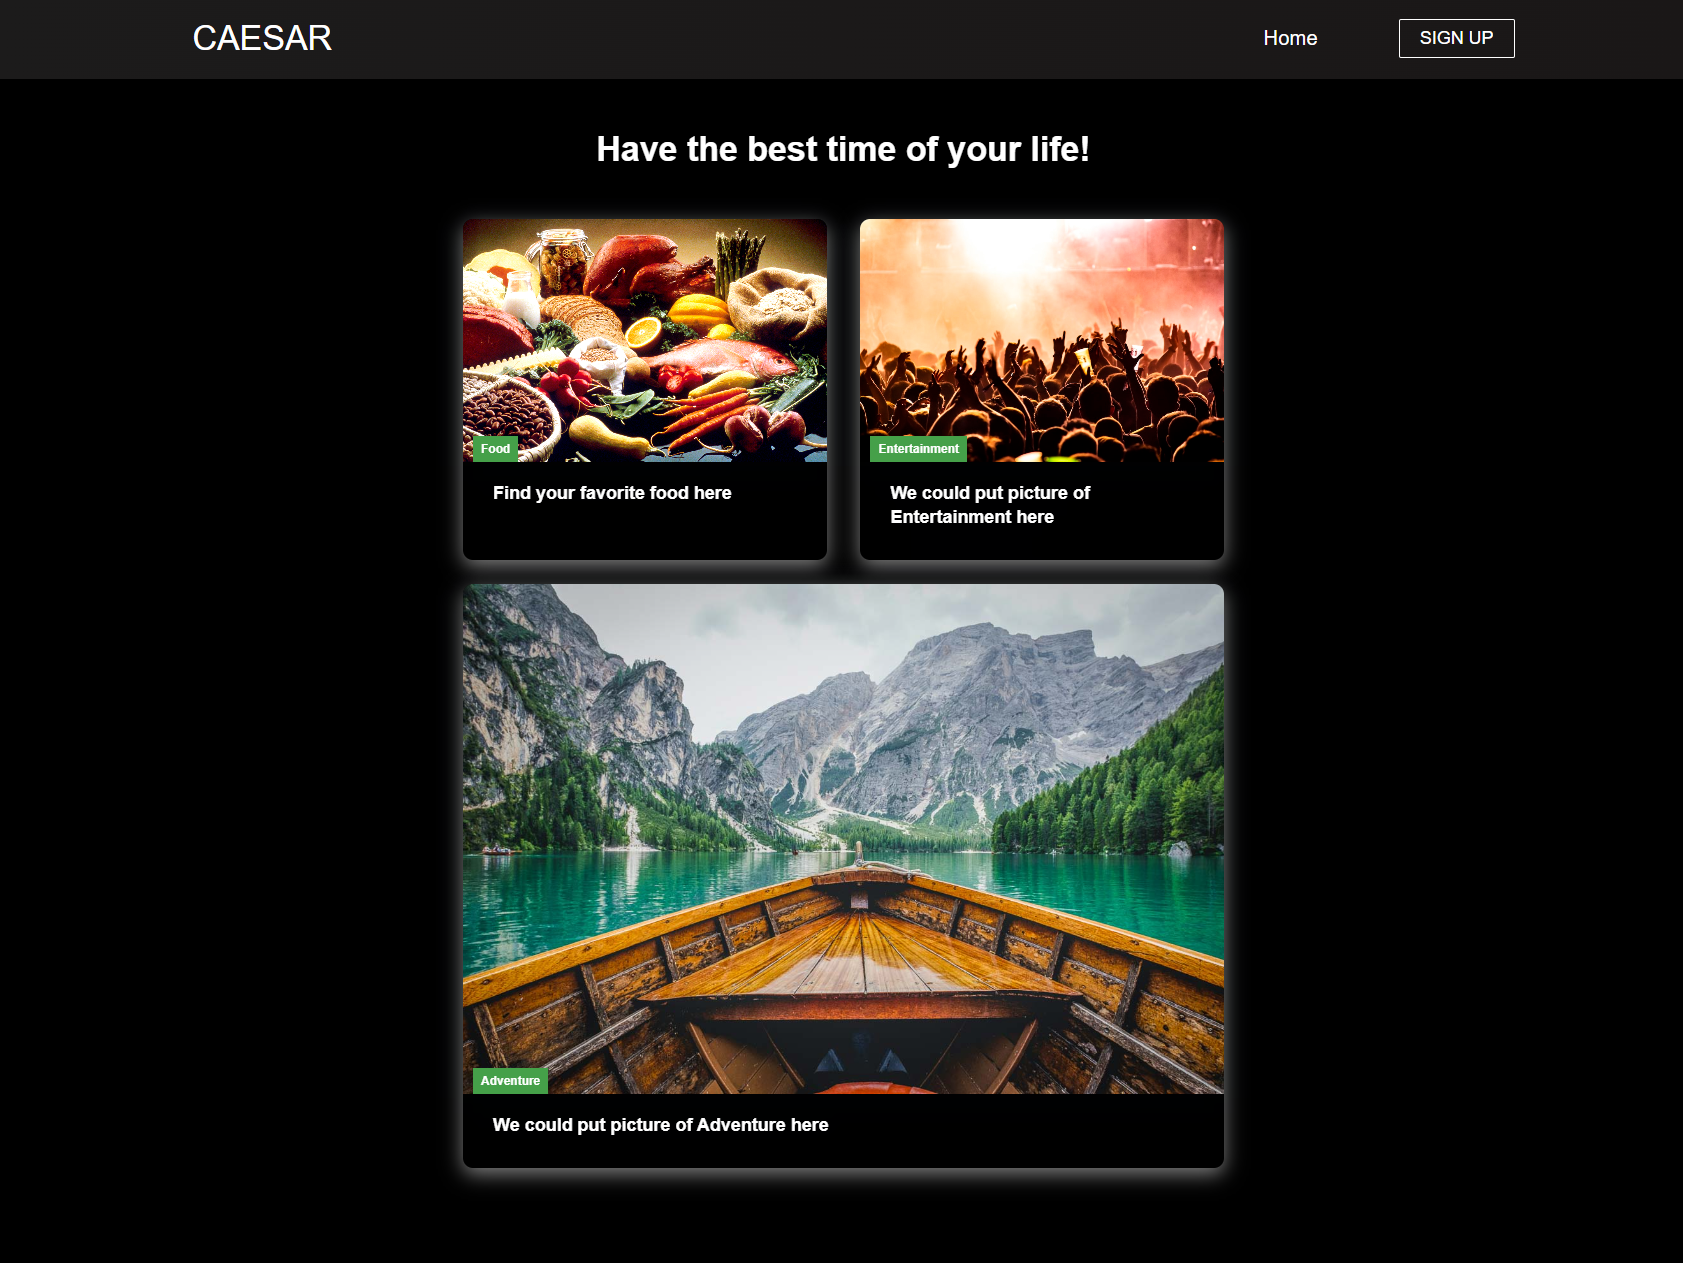 CAESAR
Home
SIGN UP
Have the best time of your life!
Food
Find your favorite food here
Entertainment
We could put picture of
Entertainment here
Adventure
We could put picture of Adventure here